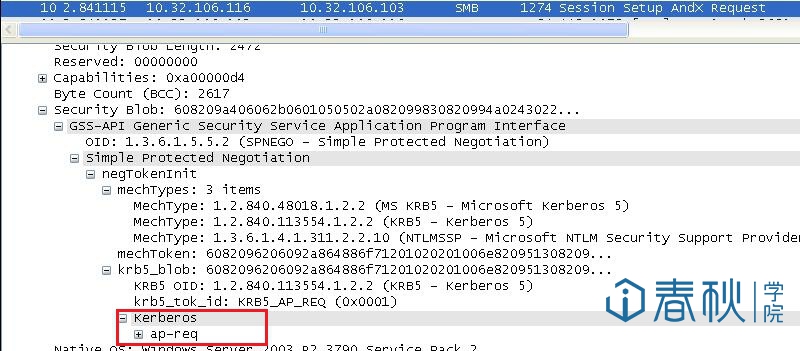 10 2.841115 10.32.106.116 10.32.106.103 SMB 1274 Session Setup AndX Request
Security Blob Length: 2472
Reserved: 00000000
Capabilities: 0xa00000d4
Byte Count (BCC): 2617
Security Blob: 608209a406062b0601050502a082099830820994a0243022...
GSS-API Generic Security Service Application Program Interface
OID: 1.3.6.1.5.5.2 (SPNEGO - Simple Protected Negotiation)
Simple Protected Negotiation
negTokenInit
mechTypes: 3 items
MechType: 1.2.840.48018.1.2.2 (MS KRB5 - Microsoft Kerberos 5)
MechType: 1.2.840.113554.1.2.2 (KRB5 - Kerberos 5)
MechType: 1.3.6.1.4.1.311.2.2.10 (NTLMSSP - Microsoft NTLM Security Support Provider
mechToken: 6082096206092a864886f71201020201006e820951308209...
krb5_blob: 6082096206092a864886f71201020201006e820951308209...
KRB5 OID: 1.2.840.113554.1.2.2 (KRB5 - Kerberos 5)
krb5_tok_id: KRB5_AP_REQ (0x0001)
Kerberos
ap-req
Native OS: Windows Server 2003 R2 3790 Service Pack 2
春秋学院